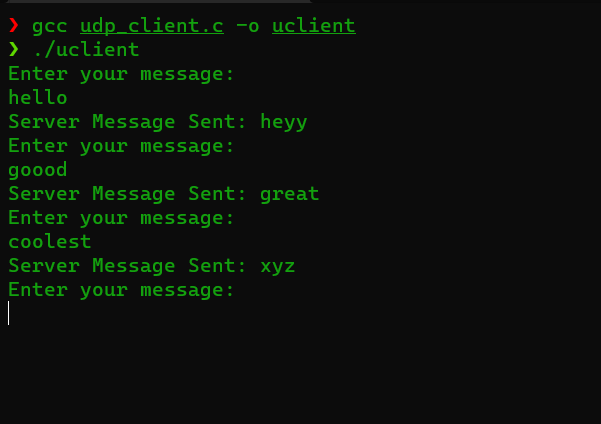 ❯ gcc udp_client.c -o uclient
❯ ./uclient
Enter your message:
hello
Server Message Sent: heyy
Enter your message:
goood
Server Message Sent: great
Enter your message:
coolest
Server Message Sent: xyz
Enter your message: